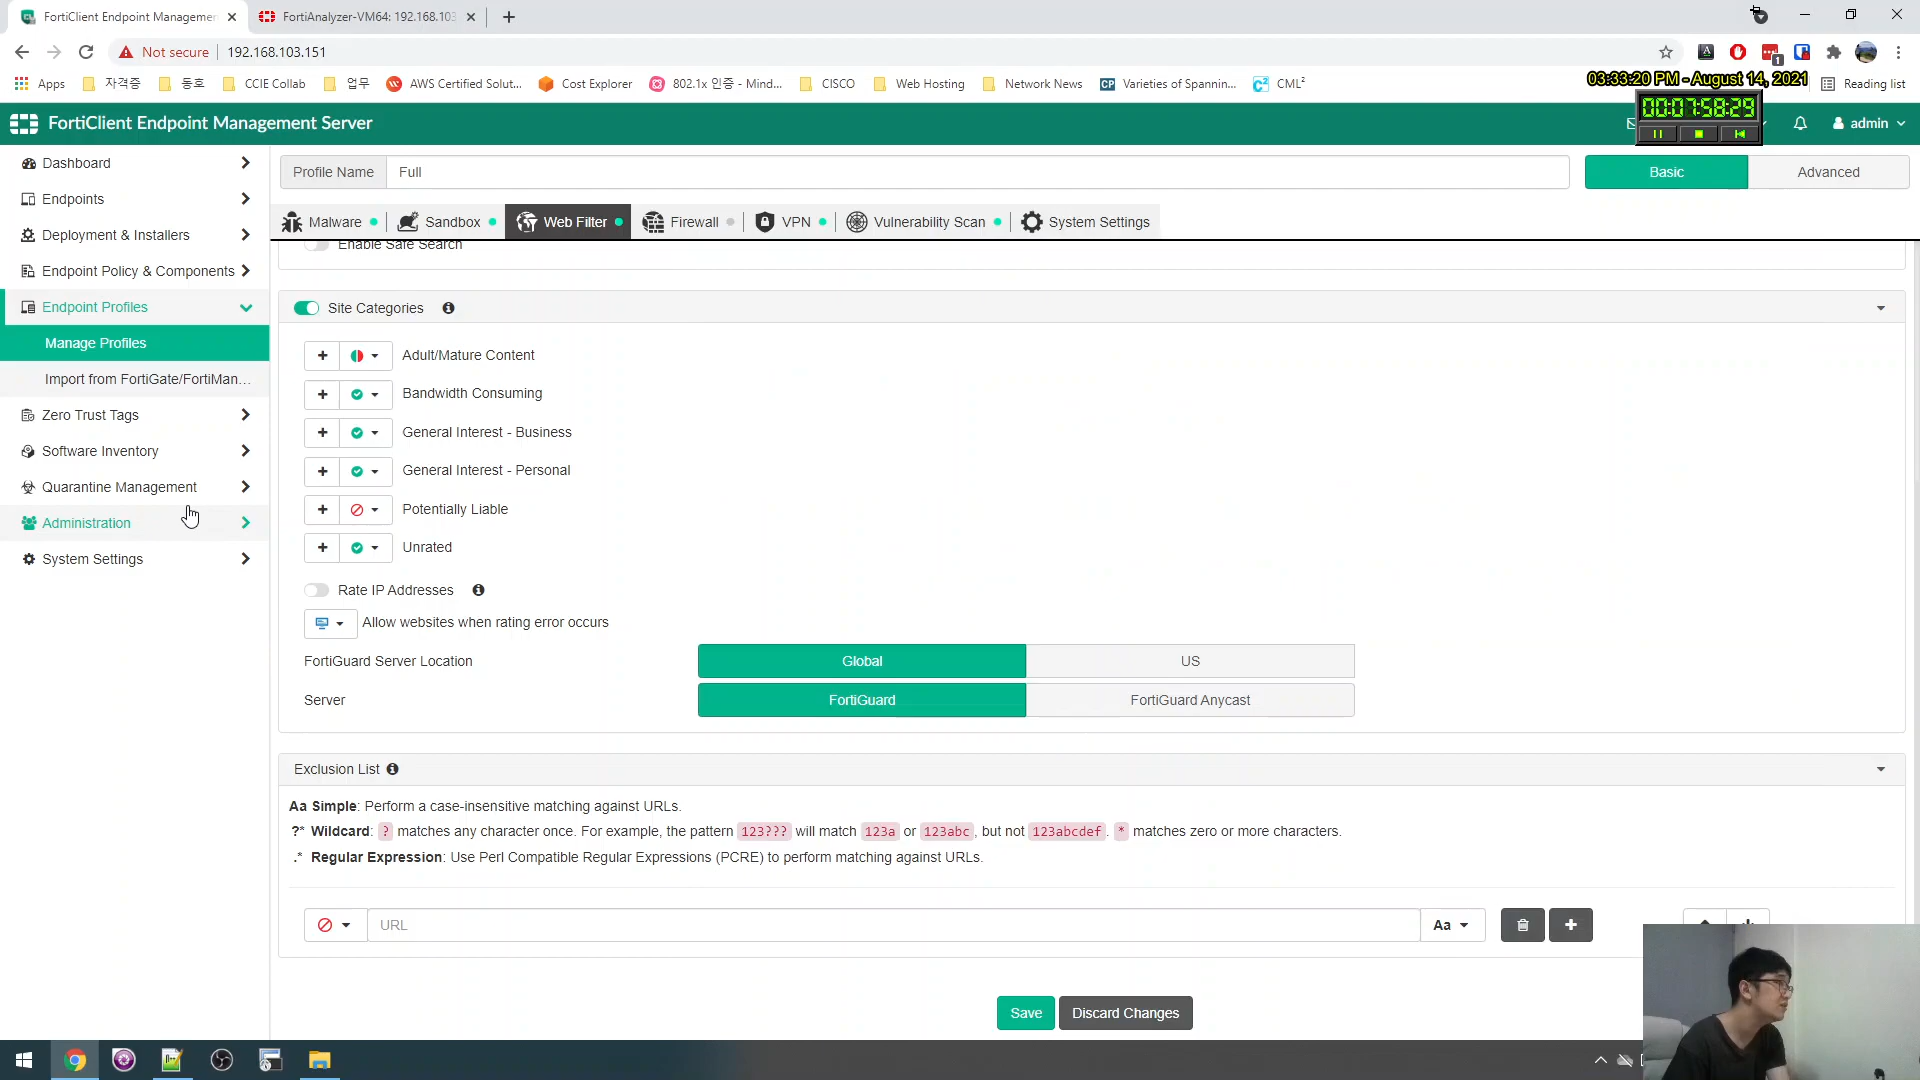 FortiClient Endpoint Managemen
FortiAnalyzer-VM64: 192.168.103
Not secure
192.168.103.151
Apps
자격증
동호
CCIE Collab
업무
AWS Certified Solut...
Cost Explorer
802.1x 인증 - Mind...
CISCO
Web Hosting
Network News
Varieties of Spannin...
CML²
03:33:20 PM - August 14, 2021
Reading list
00:07:58:29
FortiClient Endpoint Management Server
admin
Dashboard
Endpoints
Deployment & Installers
Endpoint Policy & Components
Endpoint Profiles
Manage Profiles
Import from FortiGate/FortiMan...
Zero Trust Tags
Software Inventory
Quarantine Management
Administration
System Settings
Profile Name
Full
Basic
Advanced
Malware
Sandbox
Web Filter
Firewall
VPN
Vulnerability Scan
System Settings
Enable Safe Search
Site Categories
Adult/Mature Content
Bandwidth Consuming
General Interest - Business
General Interest - Personal
Potentially Liable
Unrated
Rate IP Addresses
Allow websites when rating error occurs
FortiGuard Server Location
Global
US
Server
FortiGuard
FortiGuard Anycast
Exclusion List
Aa Simple: Perform a case-insensitive matching against URLs.
?* Wildcard: ? matches any character once. For example, the pattern 123??? will match 123a or 123abc, but not 123abcdef. * matches zero or more characters.
.* Regular Expression: Use Perl Compatible Regular Expressions (PCRE) to perform matching against URLs.
URL
Aa
Save
Discard Changes